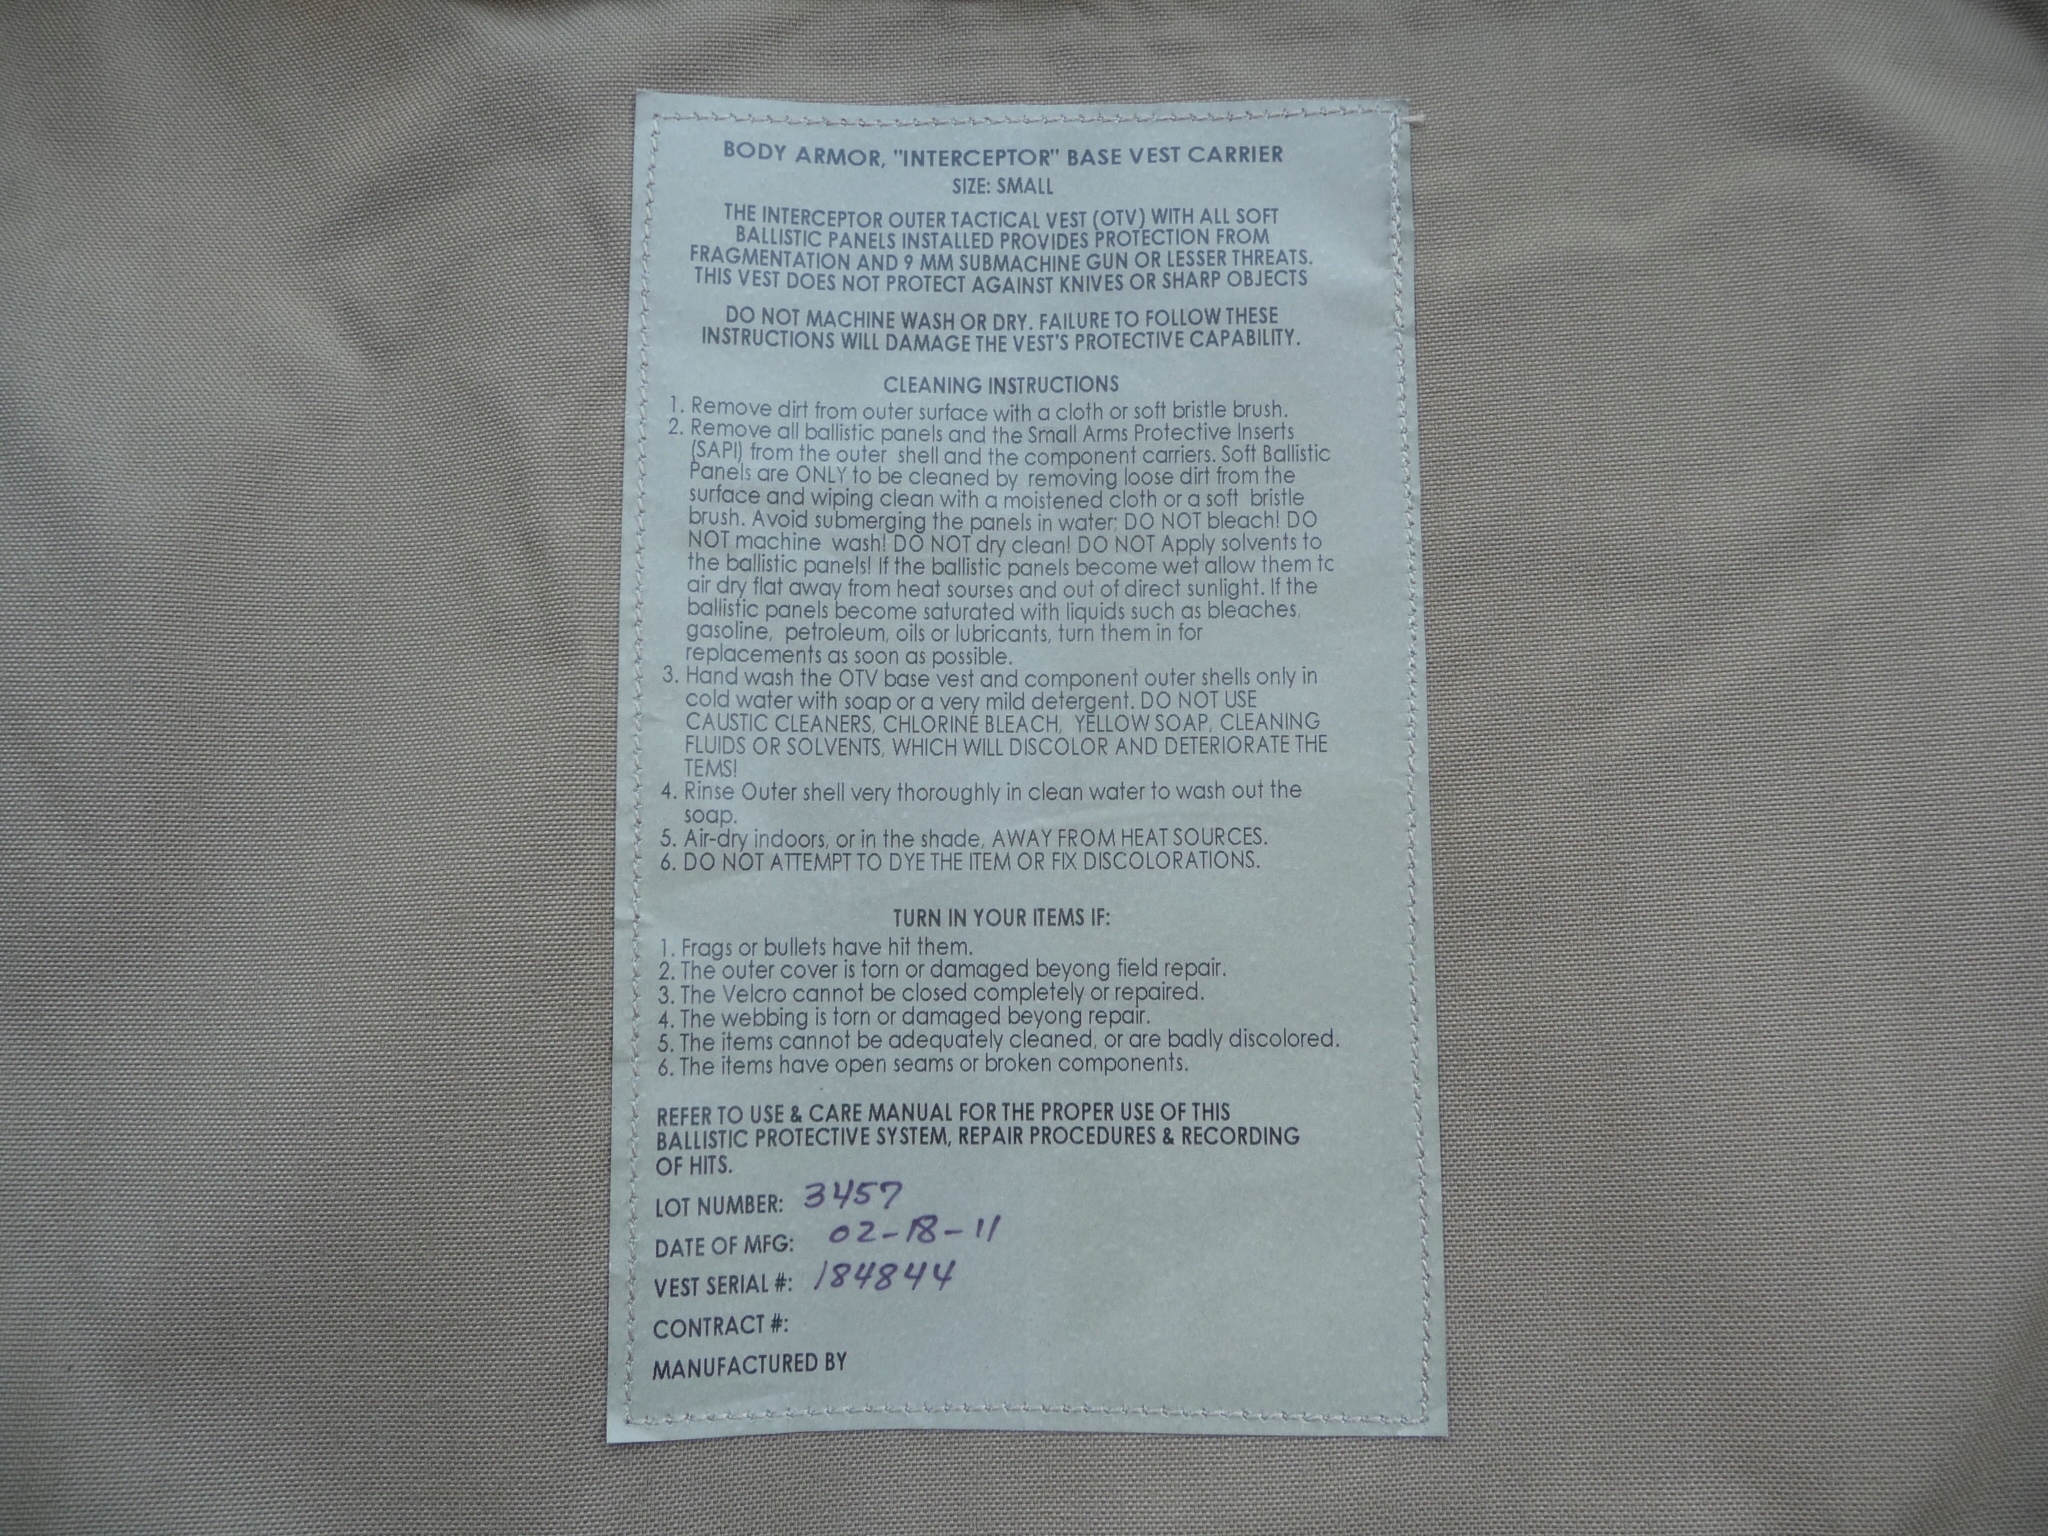 BODY ARMOR, "INTERCEPTOR" BASE VEST CARRIER
SIZE: SMALL
THE INTERCEPTOR OUTER TACTICAL VEST (OTV) WITH ALL SOFT
BALLISTIC PANELS INSTALLED PROVIDES PROTECTION FROM
FRAGMENTATION AND 9 MM SUBMACHINE GUN OR LESSER THREATS.
THIS VEST DOES NOT PROTECT AGAINST KNIVES OR SHARP OBJECTS
DO NOT MACHINE WASH OR DRY. FAILURE TO FOLLOW THESE
INSTRUCTIONS WILL DAMAGE THE VEST'S PROTECTIVE CAPABILITY.
CLEANING INSTRUCTIONS
1. Remove dirt from outer surface with a cloth or soft bristle brush.
2. Remove all ballistic panels and the Small Arms Protective Inserts
(SAPI) from the outer shell and the component carriers. Soft Ballistic
Panels are ONLY to be cleaned by removing loose dirt from the
surface and wiping clean with a moistened cloth or a soft bristle
brush. Avoid submerging the panels in water; DO NOT bleach! DO
NOT machine wash! DO NOT dry clean! DO NOT Apply solvents to
the ballistic panels! If the ballistic panels become wet allow them tc
air dry flat away from heat sourses and out of direct sunlight. If the
ballistic panels become saturated with liquids such as bleaches,
gasoline, petroleum, oils or lubricants, turn them in for
replacements as soon as possible.
3. Hand wash the OTV base vest and component outer shells only in
cold water with soap or a very mild detergent. DO NOT USE
CAUSTIC CLEANERS, CHLORINE BLEACH, YELLOW SOAP, CLEANING
FLUIDS OR SOLVENTS, WHICH WILL DISCOLOR AND DETERIORATE THE
TEMS!
4. Rinse Outer shell very thoroughly in clean water to wash out the
soap.
5. Air-dry indoors, or in the shade, AWAY FROM HEAT SOURCES.
6. DO NOT ATTEMPT TO DYE THE ITEM OR FIX DISCOLORATIONS.
TURN IN YOUR ITEMS IF:
1. Frags or bullets have hit them.
2. The outer cover is torn or damaged beyong field repair.
3. The Velcro cannot be closed completely or repaired.
4. The webbing is torn or damaged beyong repair.
5. The items cannot be adequately cleaned, or are badly discolored.
6. The items have open seams or broken components.
REFER TO USE & CARE MANUAL FOR THE PROPER USE OF THIS
BALLISTIC PROTECTIVE SYSTEM, REPAIR PROCEDURES & RECORDING
OF HITS.
LOT NUMBER: 3457
DATE OF MFG: 02-18-11
VEST SERIAL #: 184844
CONTRACT #:
MANUFACTURED BY